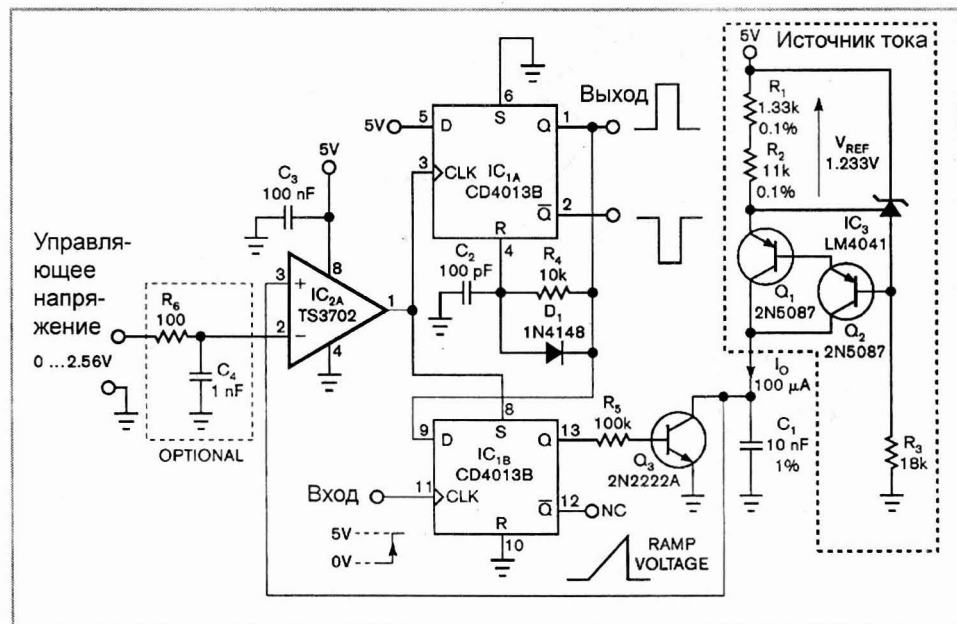 Источник тока
5V
R1
1.33k
0.1%
R2
11k
0.1%
VREF
1.233V
IC3
LM4041
Q1
2N5087
Q2
2N5087
IO
100 µA
C1
10 nF
1%
R3
18k
Выход
6
S
5V
5
D
Q
1
3
CLK
IC1A
CD4013B
Q̅
2
R
4
C3
100 nF
5V
8
Управля-
ющее
напря-
жение
0 ...2.56V
R6
100
C4
1 nF
OPTIONAL
3
+
IC2A
TS3702
1
2
−
4
C2
100 pF
R4
10k
D1
1N4148
8
S
9
D
Q
13
IC1B
CD4013B
Вход
11
CLK
Q̅
12
NC
R
10
R5
100k
Q3
2N2222A
5V
0V
RAMP
VOLTAGE